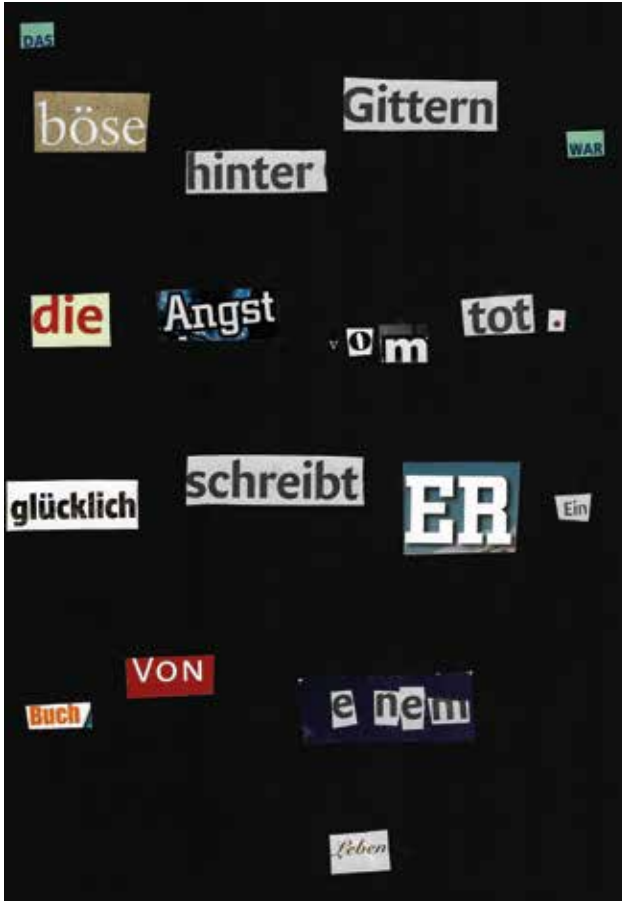 DAS
böse hinter Gittern WAR
die Angst vom tot.
glücklich schreibt ER Ein
Buch VON e nem
Leben